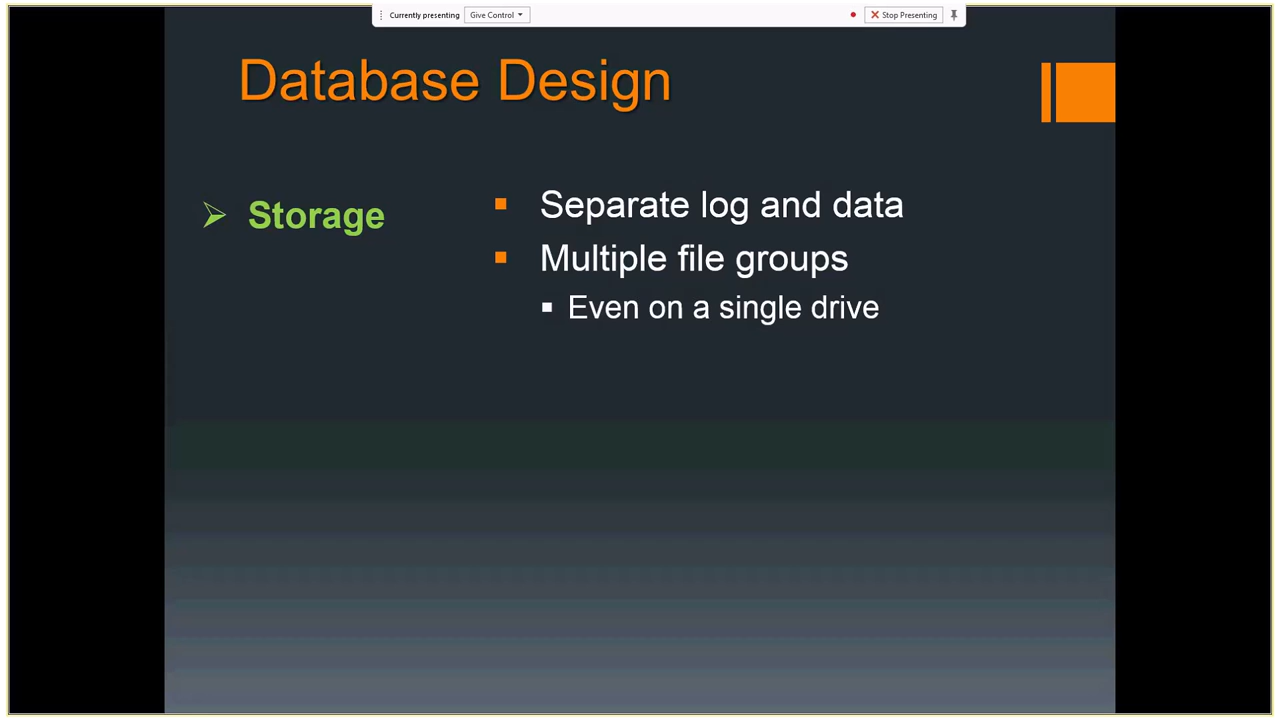 Currently presenting Give Control Stop Presenting
Database Design
Storage
Separate log and data
Multiple file groups
Even on a single drive